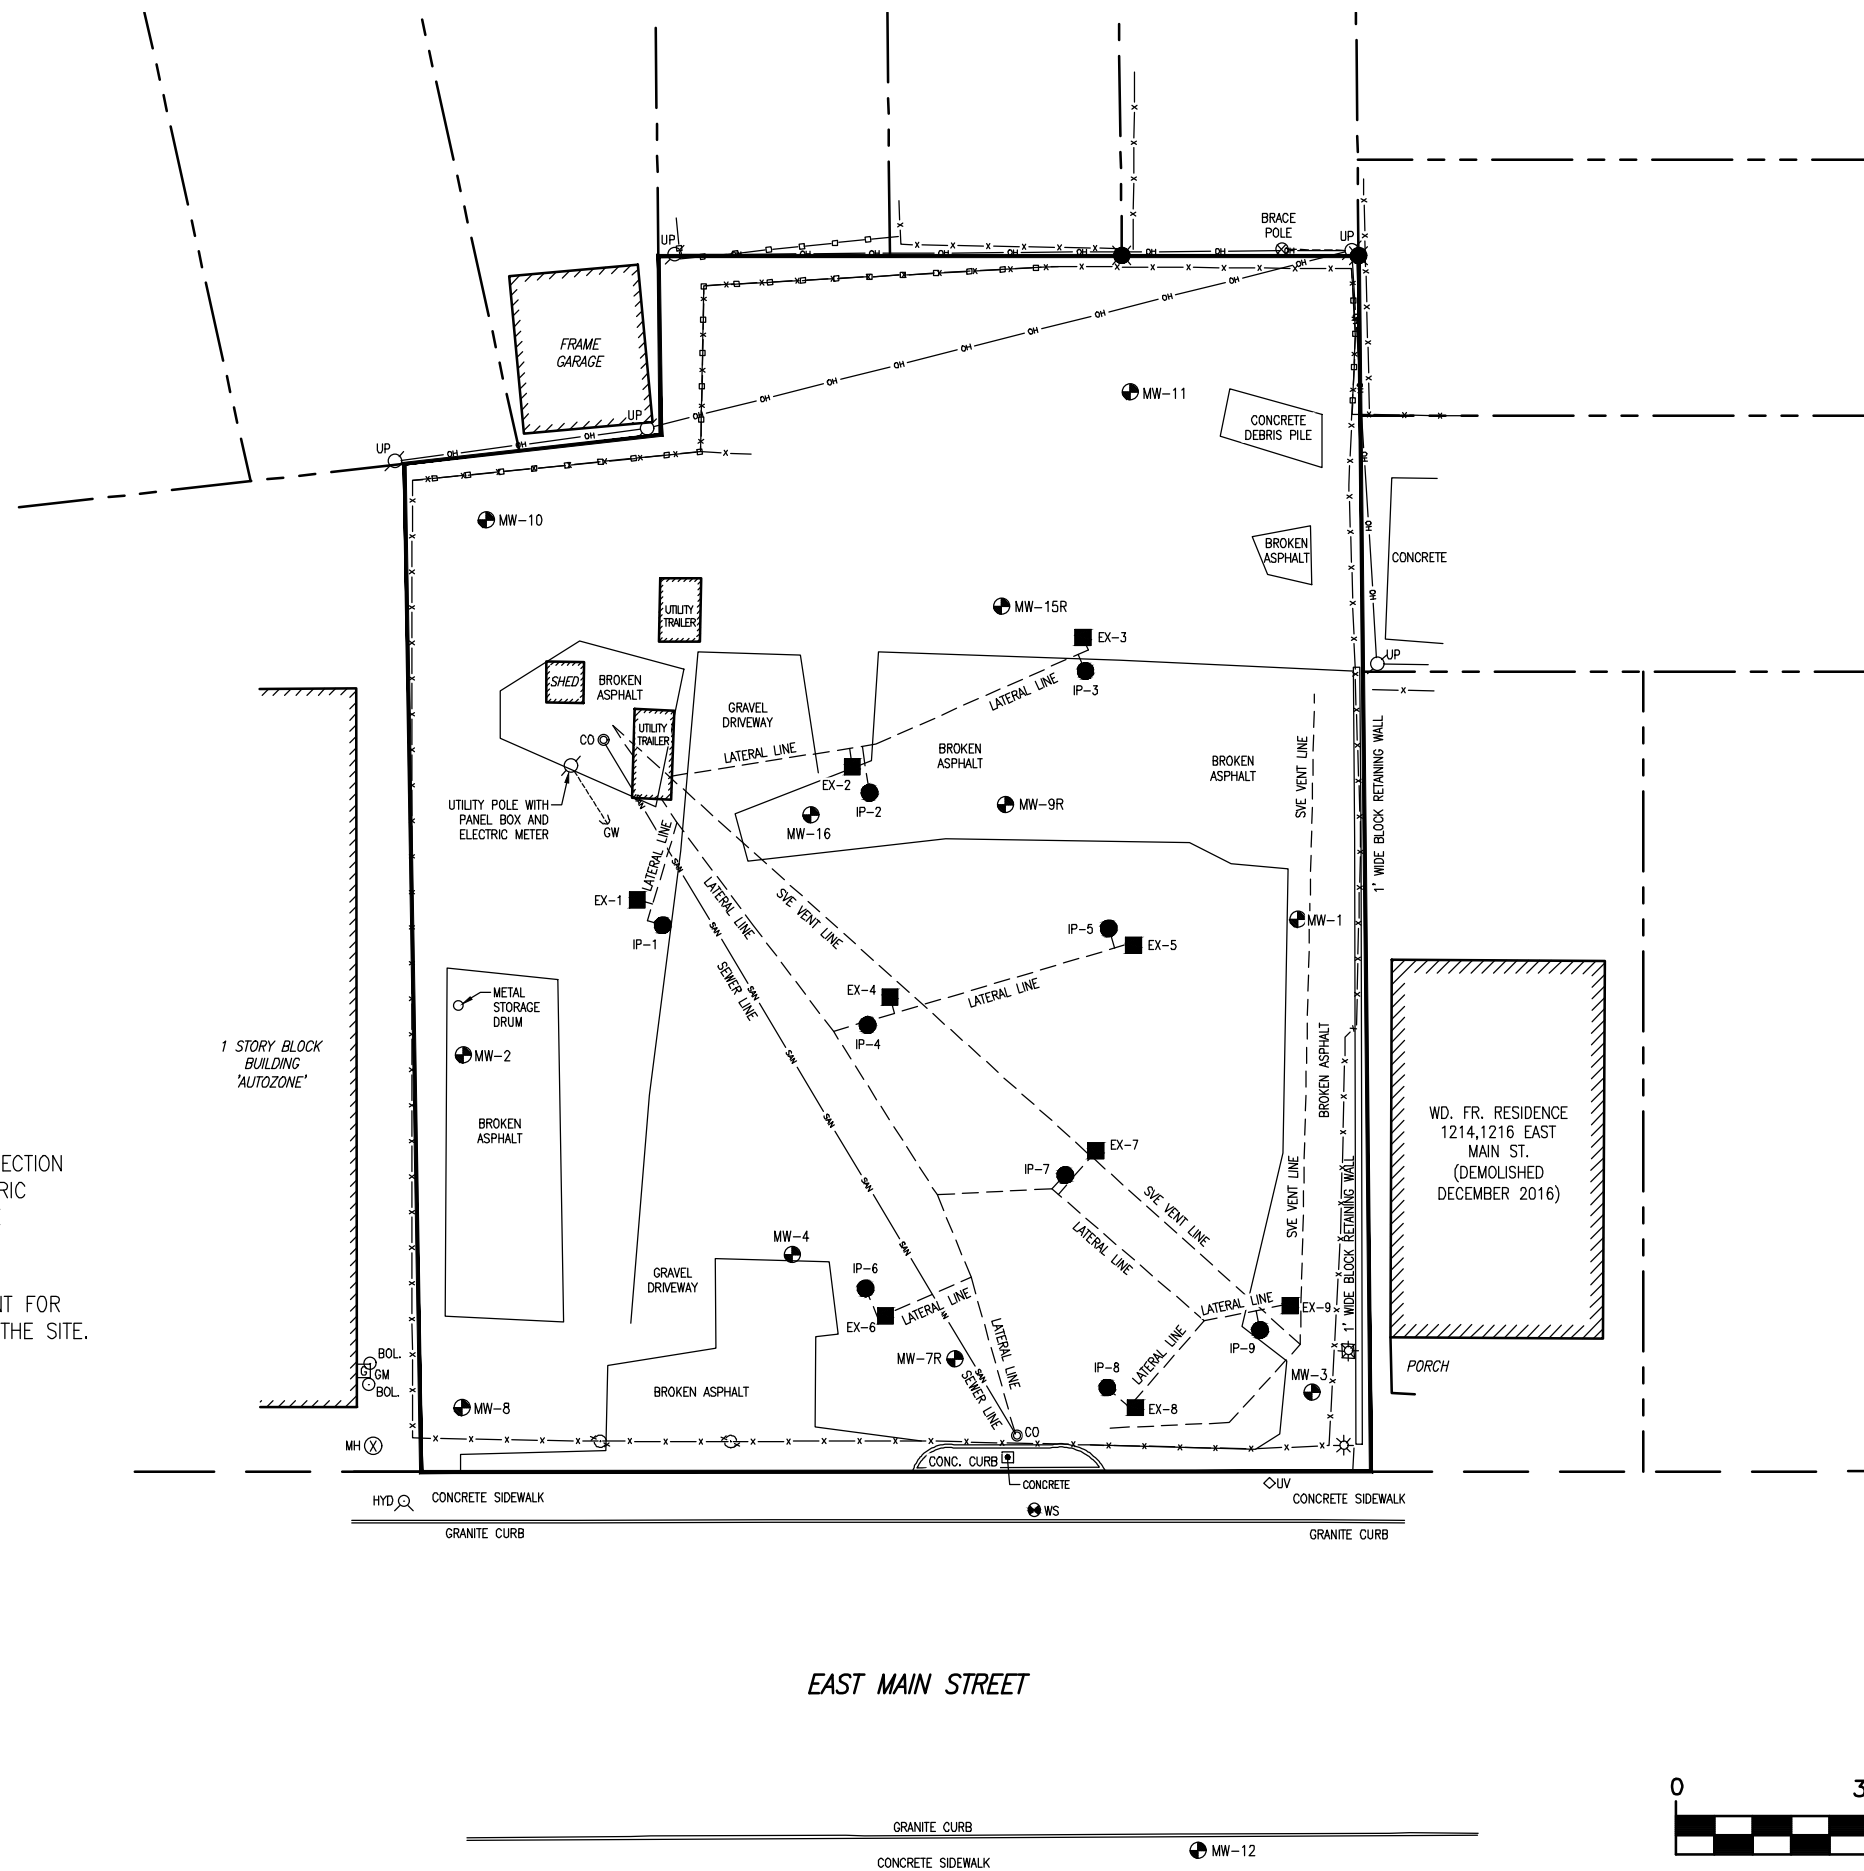 BRACE
POLE
UP
UP
OH
FRAME
GARAGE
UP
UP
MW-11
CONCRETE
DEBRIS PILE
MW-10
BROKEN
ASPHALT
CONCRETE
UTILITY
TRAILER
MW-15R
EX-3
IP-3
UP
SHED
BROKEN
ASPHALT
LATERAL LINE
GRAVEL
DRIVEWAY
UTILITY
TRAILER
CO
LATERAL LINE
BROKEN
ASPHALT
BROKEN
ASPHALT
SVE VENT LINE
1' WIDE BLOCK RETAINING WALL
EX-2
IP-2
UTILITY POLE WITH
PANEL BOX AND
ELECTRIC METER
GW
MW-16
MW-9R
SAN
LATERAL LINE
EX-1
IP-1
LATERAL LINE
SVE VENT LINE
IP-5
EX-5
MW-1
SEWER LINE
METAL
STORAGE
DRUM
EX-4
LATERAL LINE
IP-4
MW-2
1 STORY BLOCK
BUILDING
'AUTOZONE'
BROKEN ASPHALT
BROKEN
ASPHALT
WD. FR. RESIDENCE
1214,1216 EAST
MAIN ST.
(DEMOLISHED
DECEMBER 2016)
ECTION
RIC
EX-7
IP-7
SVE VENT LINE
SVE VENT LINE
1' WIDE BLOCK RETAINING WALL
LATERAL LINE
MW-4
IP-6
GRAVEL
DRIVEWAY
NT FOR
THE SITE.
EX-6
LATERAL LINE
LATERAL LINE
EX-9
IP-9
LATERAL LINE
LATERAL LINE
BOL.
G
GM
BOL.
MW-7R
IP-8
MW-3
PORCH
BROKEN ASPHALT
SEWER LINE
MW-8
EX-8
MH
CO
CONC. CURB
CONCRETE
UV
HYD
CONCRETE SIDEWALK
CONCRETE SIDEWALK
WS
GRANITE CURB
GRANITE CURB
EAST MAIN STREET
0
3
GRANITE CURB
MW-12
CONCRETE SIDEWALK